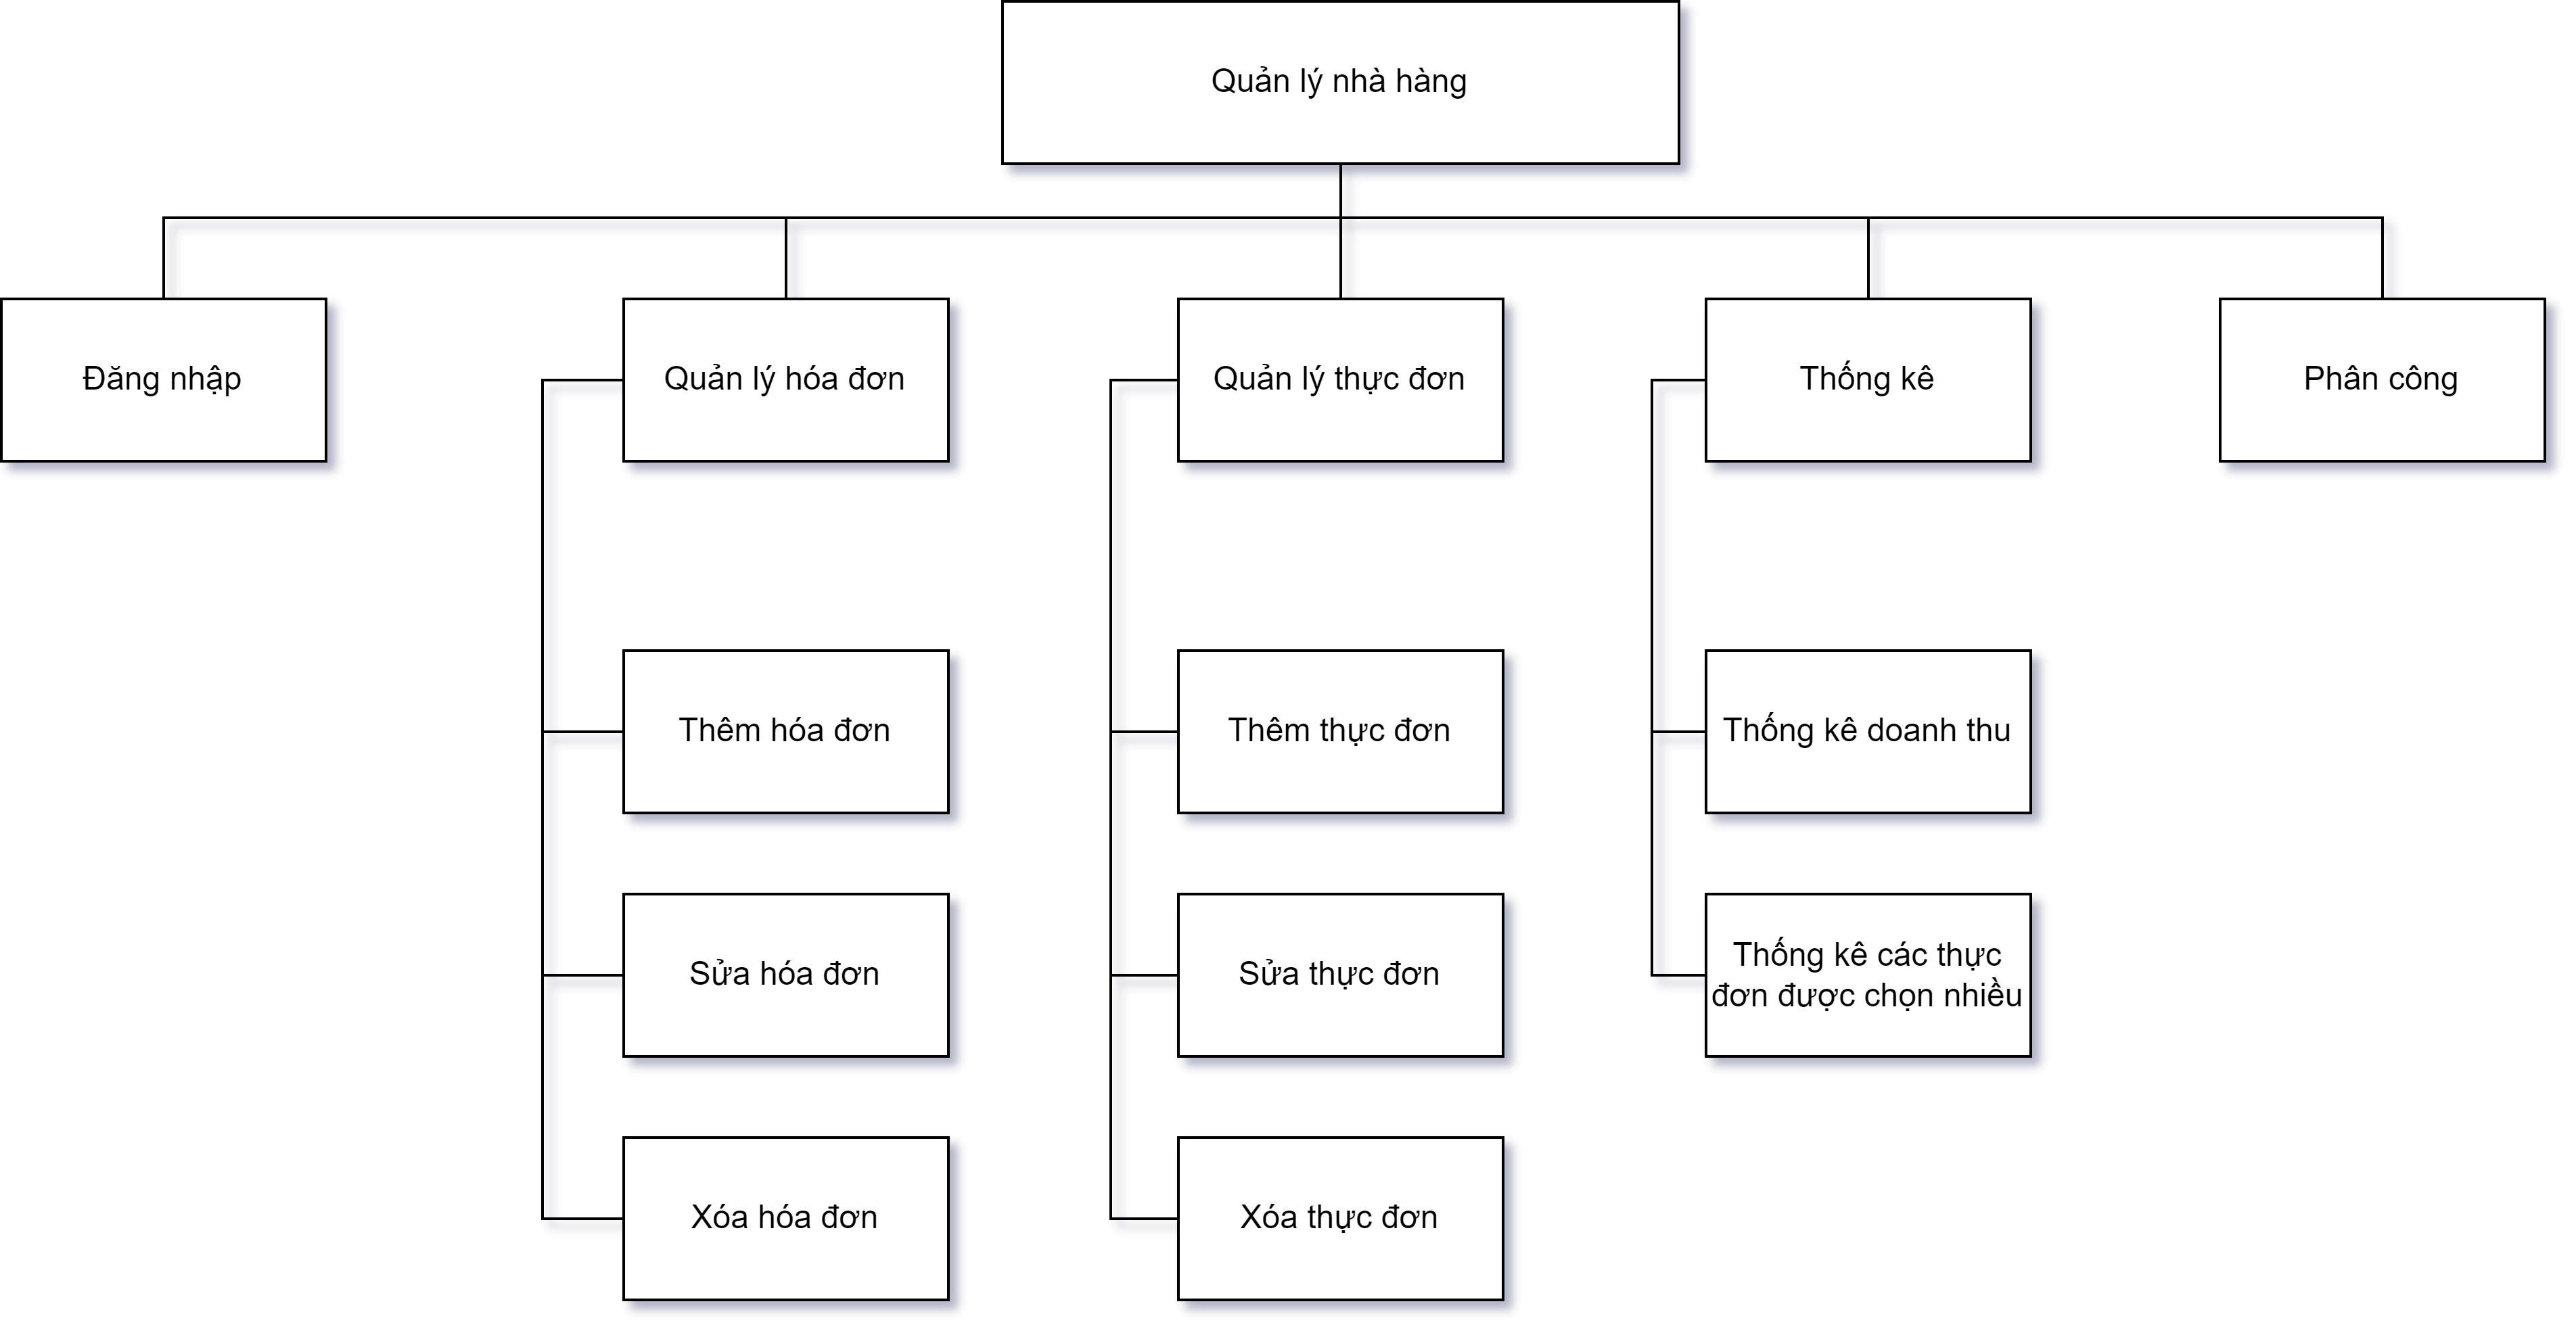 Quản lý nhà hàng
Đăng nhập
Quản lý hóa đơn
Quản lý thực đơn
Thống kê
Phân công
Thêm hóa đơn
Thêm thực đơn
Thống kê doanh thu
Sửa hóa đơn
Sửa thực đơn
Thống kê các thực
đơn được chọn nhiều
Xóa hóa đơn
Xóa thực đơn